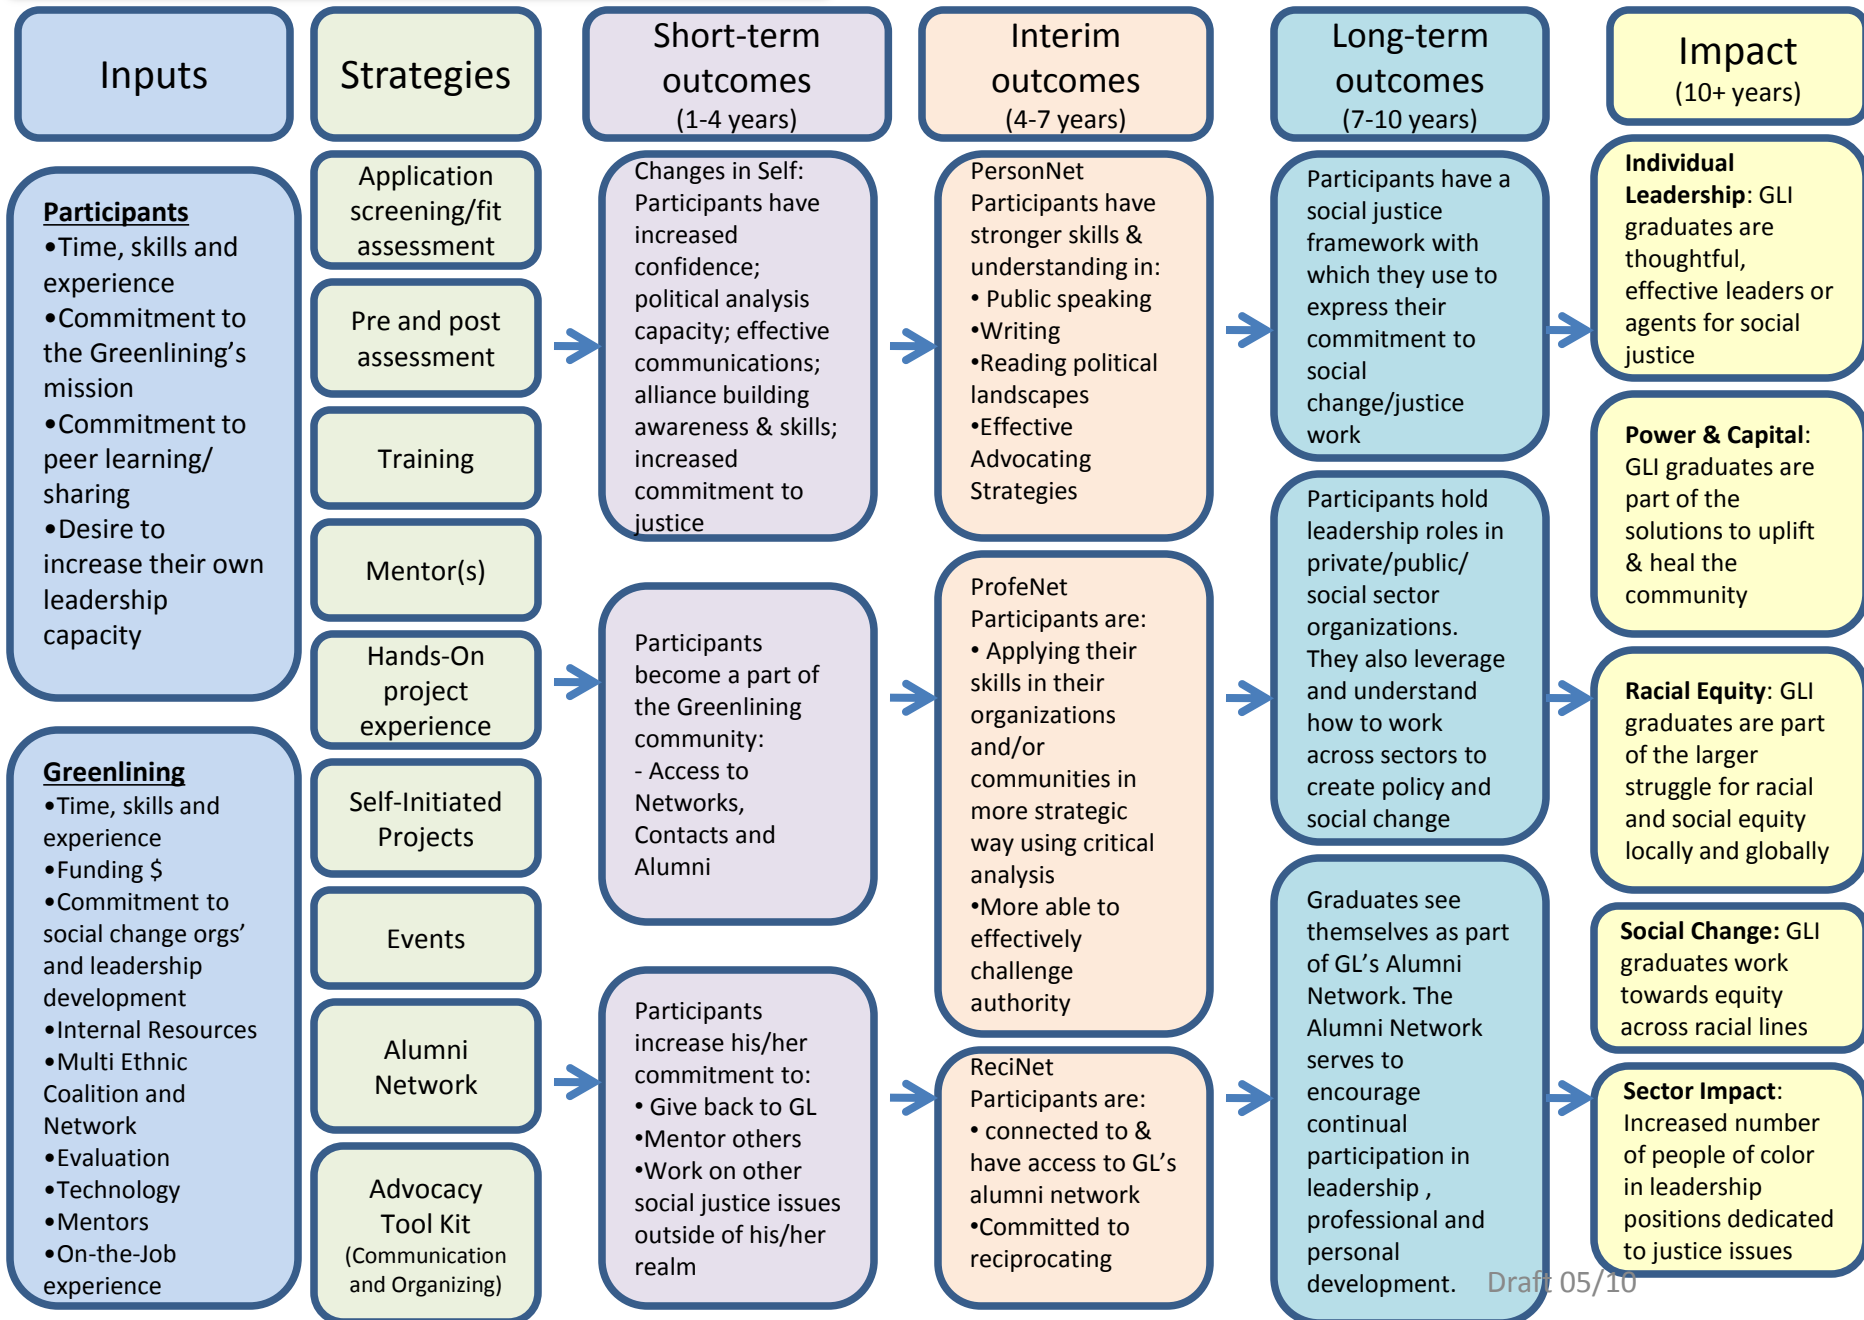 Inputs
Strategies
Short-term
outcomes
(1-4 years)
Interim
outcomes
(4-7 years)
Long-term
outcomes
(7-10 years)
Impact
(10+ years)
Participants
•Time, skills and
experience
•Commitment to
the Greenlining’s
mission
•Commitment to
peer learning/
sharing
•Desire to
increase their own
leadership
capacity
Greenlining
•Time, skills and
experience
•Funding $
•Commitment to
social change orgs’
and leadership
development
•Internal Resources
•Multi Ethnic
Coalition and
Network
•Evaluation
•Technology
•Mentors
•On-the-Job
experience
Application
screening/fit
assessment
Pre and post
assessment
Training
Mentor(s)
Hands-On
project
experience
Self-Initiated
Projects
Events
Alumni
Network
Advocacy
Tool Kit
(Communication
and Organizing)
Changes in Self:
Participants have
increased
confidence;
political analysis
capacity; effective
communications;
alliance building
awareness & skills;
increased
commitment to
justice
Participants
become a part of
the Greenlining
community:
- Access to
Networks,
Contacts and
Alumni
Participants
increase his/her
commitment to:
• Give back to GL
•Mentor others
•Work on other
social justice issues
outside of his/her
realm
PersonNet
Participants have
stronger skills &
understanding in:
• Public speaking
•Writing
•Reading political
landscapes
•Effective
Advocating
Strategies
ProfeNet
Participants are:
• Applying their
skills in their
organizations
and/or
communities in
more strategic
way using critical
analysis
•More able to
effectively
challenge
authority
ReciNet
Participants are:
• connected to &
have access to GL’s
alumni network
•Committed to
reciprocating
Participants have a
social justice
framework with
which they use to
express their
commitment to
social
change/justice
work
Participants hold
leadership roles in
private/public/
social sector
organizations.
They also leverage
and understand
how to work
across sectors to
create policy and
social change
Graduates see
themselves as part
of GL’s Alumni
Network. The
Alumni Network
serves to
encourage
continual
participation in
leadership ,
professional and
personal
development.
Individual
Leadership: GLI
graduates are
thoughtful,
effective leaders or
agents for social
justice
Power & Capital:
GLI graduates are
part of the
solutions to uplift
& heal the
community
Racial Equity: GLI
graduates are part
of the larger
struggle for racial
and social equity
locally and globally
Social Change: GLI
graduates work
towards equity
across racial lines
Sector Impact:
Increased number
of people of color
in leadership
positions dedicated
to justice issues
Draft 05/10